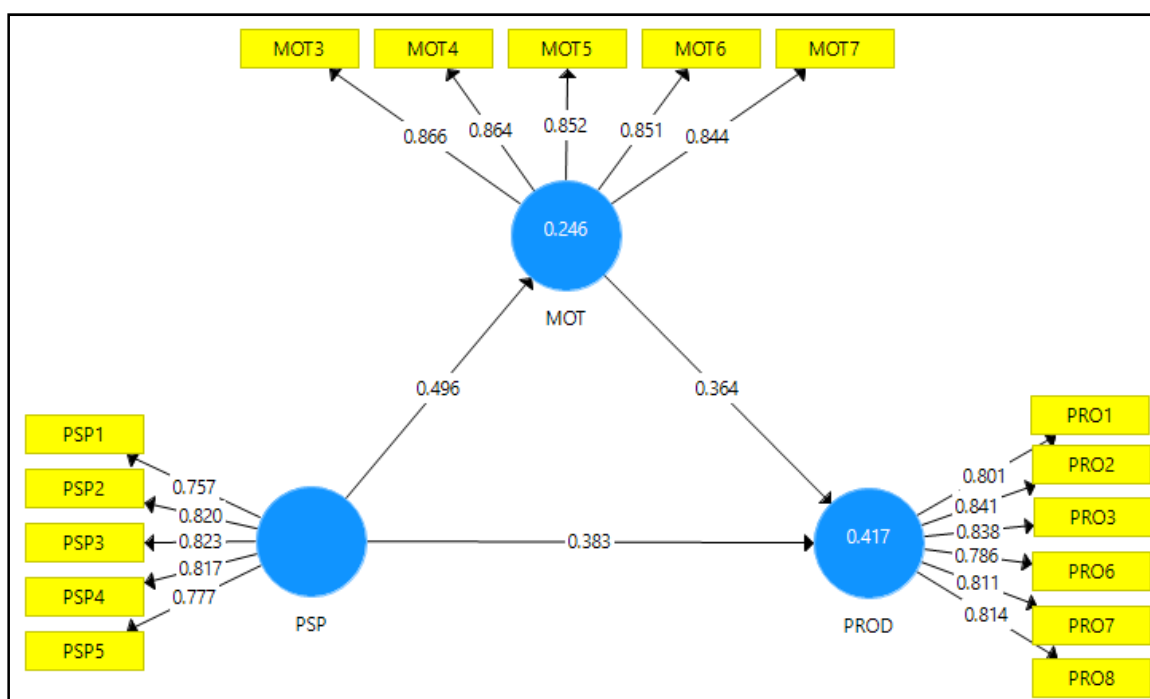 MOT3 MOT4 MOT5 MOT6 MOT7
0.866 0.864 0.852 0.851 0.844
0.246
MOT
0.496 0.364
PSP1
PSP2
PSP3
PSP4
PSP5
0.757
0.820
0.823
0.817
0.777
PSP
0.383
0.417
PROD
0.801
0.841
0.838
0.786
0.811
0.814
PRO1
PRO2
PRO3
PRO6
PRO7
PRO8